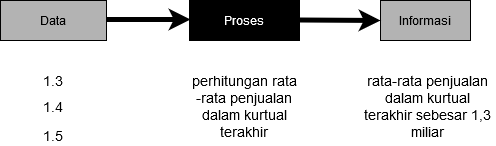 Data
Proses
Informasi
1.3
1.4
1.5
perhitungan rata
-rata penjualan
dalam kurtual
terakhir
rata-rata penjualan
dalam kurtual
terakhir sebesar 1,3
miliar